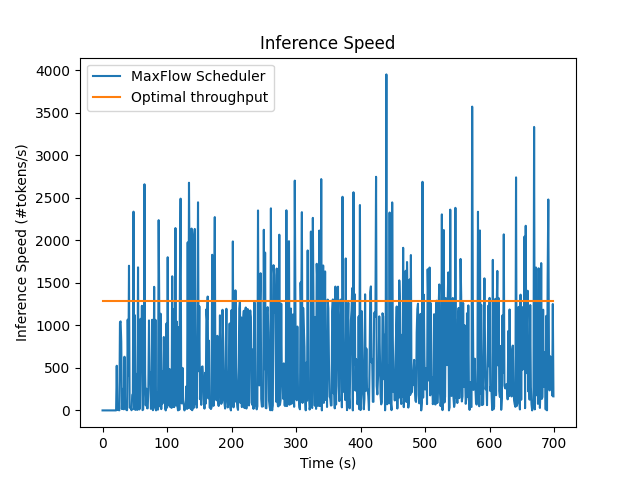 Inference Speed
MaxFlow Scheduler
Optimal throughput
Inference Speed (#tokens/s)
4000
3500
3000
2500
2000
1500
1000
500
0
0 100 200 300 400 500 600 700
Time (s)